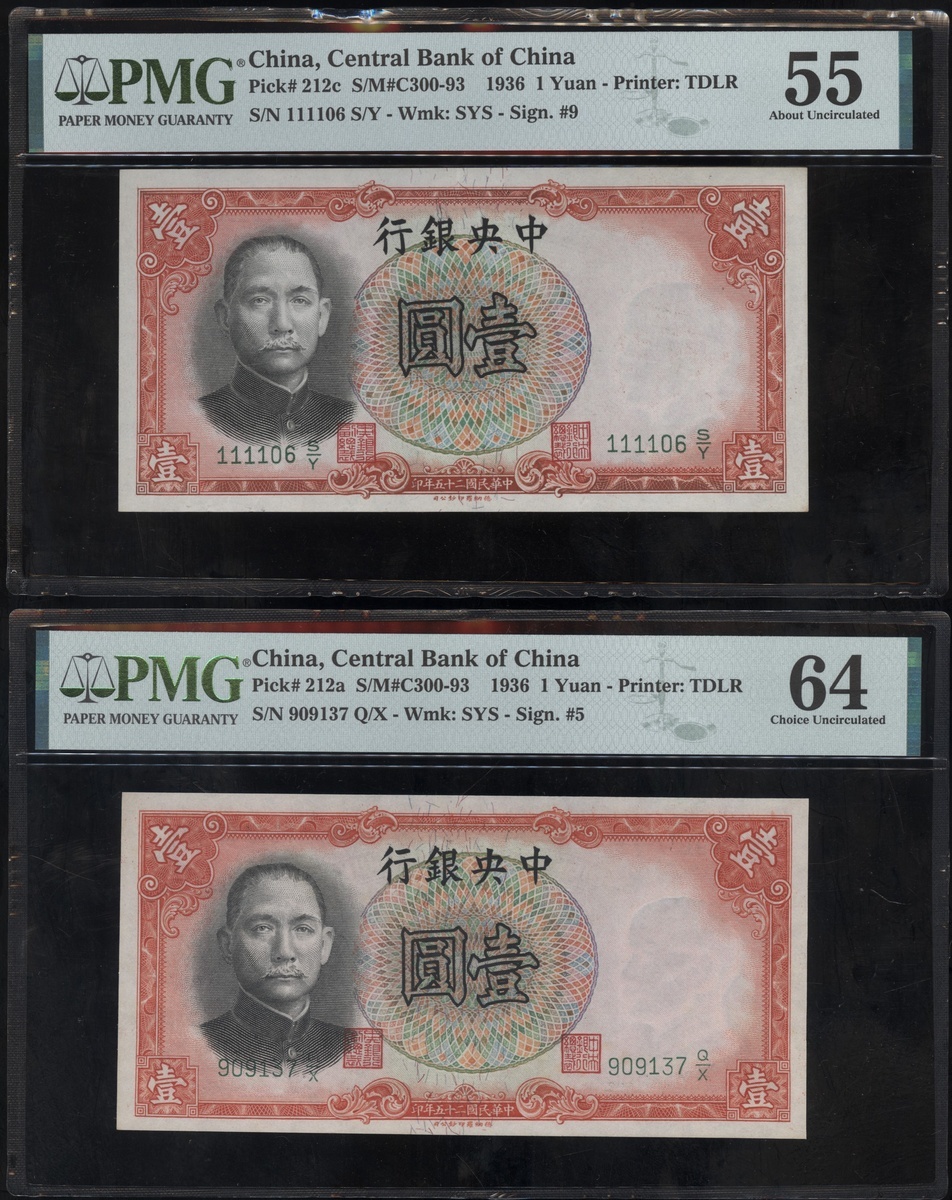 PMG®
PAPER MONEY GUARANTY
China, Central Bank of China
Pick# 212c S/M#C300-93 1936 1 Yuan - Printer: TDLR
S/N 111106 S/Y - Wmk: SYS - Sign. #9
55
About Uncirculated
壹
壹
行銀央中
圓壹
111106 S/Y
111106 S/Y
壹
壹
印年五十二國民華中
PMG®
PAPER MONEY GUARANTY
China, Central Bank of China
Pick# 212a S/M#C300-93 1936 1 Yuan - Printer: TDLR
S/N 909137 Q/X - Wmk: SYS - Sign. #5
64
Choice Uncirculated
壹
壹
行銀央中
圓壹
909137 X
909137 Q/X
壹
壹
印年五十二國民華中